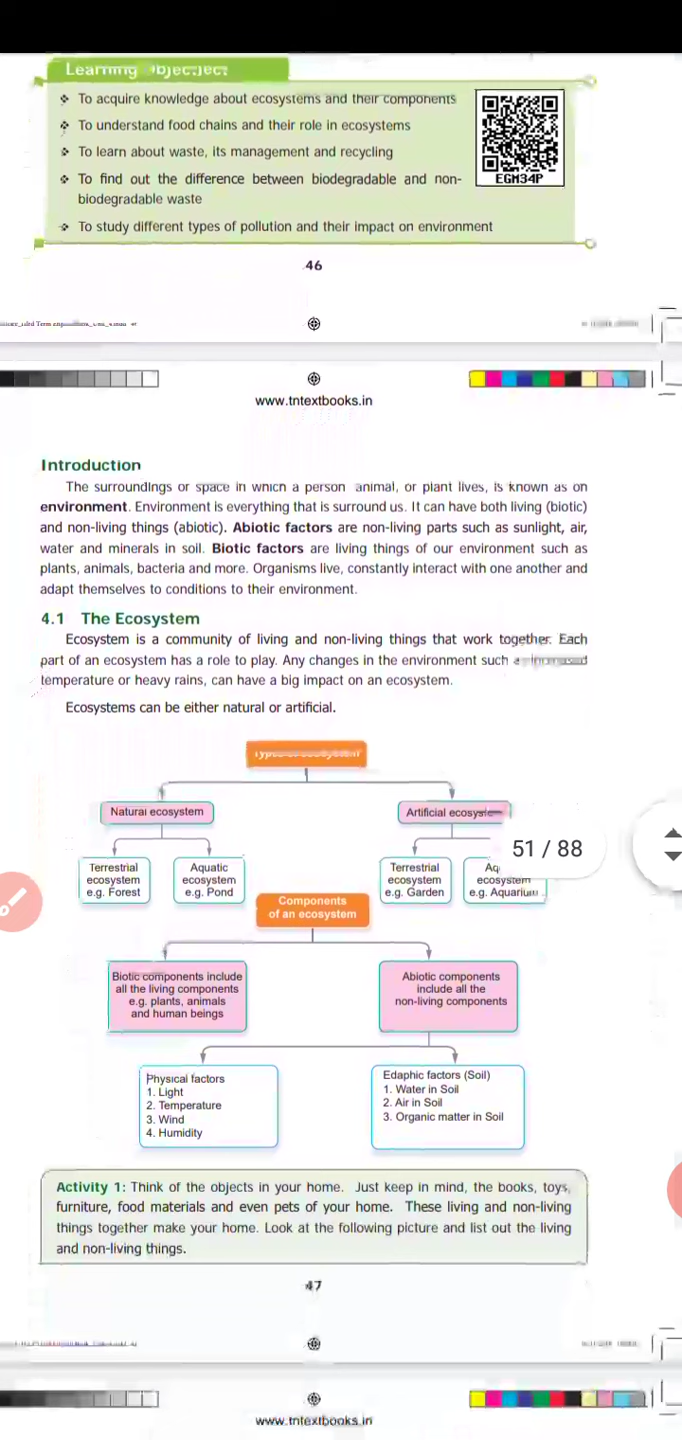 Learning
❖ To acquire knowledge about ecosystems and their components
❖ To understand food chains and their role in ecosystems
❖ To learn about waste, its management and recycling
❖ To find out the difference between biodegradable and non-
biodegradable waste
❖ To study different types of pollution and their impact on environment
EGM34P
46
www.tntextbooks.in
Introduction
The surroundings or space in which a person animal, or plant lives, is known as on
environment. Environment is everything that is surround us. It can have both living (biotic)
and non-living things (abiotic). Abiotic factors are non-living parts such as sunlight, air,
water and minerals in soil. Biotic factors are living things of our environment such as
plants, animals, bacteria and more. Organisms live, constantly interact with one another and
adapt themselves to conditions to their environment.
4.1 The Ecosystem
Ecosystem is a community of living and non-living things that work together. Each
part of an ecosystem has a role to play. Any changes in the environment such
temperature or heavy rains, can have a big impact on an ecosystem.
Ecosystems can be either natural or artificial.
Types of ecosystem
Natural ecosystem
Artificial ecosystem
51 / 88
Terrestrial
ecosystem
e.g. Forest
Aquatic
ecosystem
e.g. Pond
Terrestrial
ecosystem
e.g. Garden
Aq
ecosystem
e.g. Aquarium
Components
of an ecosystem
Biotic components include
all the living components
e.g. plants, animals
and human beings
Abiotic components
include all the
non-living components
Physical factors
1. Light
2. Temperature
3. Wind
4. Humidity
Edaphic factors (Soil)
1. Water in Soil
2. Air in Soil
3. Organic matter in Soil
Activity 1: Think of the objects in your home. Just keep in mind, the books, toys,
furniture, food materials and even pets of your home. These living and non-living
things together make your home. Look at the following picture and list out the living
and non-living things.
47
www.tntextbooks.in